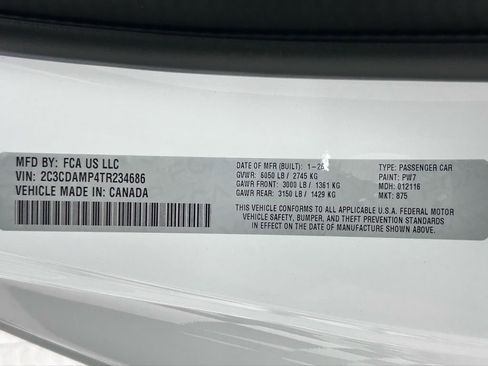 MFD BY: FCA US LLC
VIN: 2C3CDAMP4TR234686
VEHICLE MADE IN: CANADA
DATE OF MFR (BUILT): 1-26
GVWR: 6050 LB / 2745 KG
GAWR FRONT: 3000 LB / 1361 KG
GAWR REAR: 3150 LB / 1429 KG
TYPE: PASSENGER CAR
PAINT: PW7
MDH: 012116
MKT: 875
THIS VEHICLE CONFORMS TO ALL APPLICABLE U.S.A. FEDERAL MOTOR
VEHICLE SAFETY, BUMPER, AND THEFT PREVENTION STANDARDS IN
EFFECT ON THE DATE OF MANUFACTURE SHOWN ABOVE.